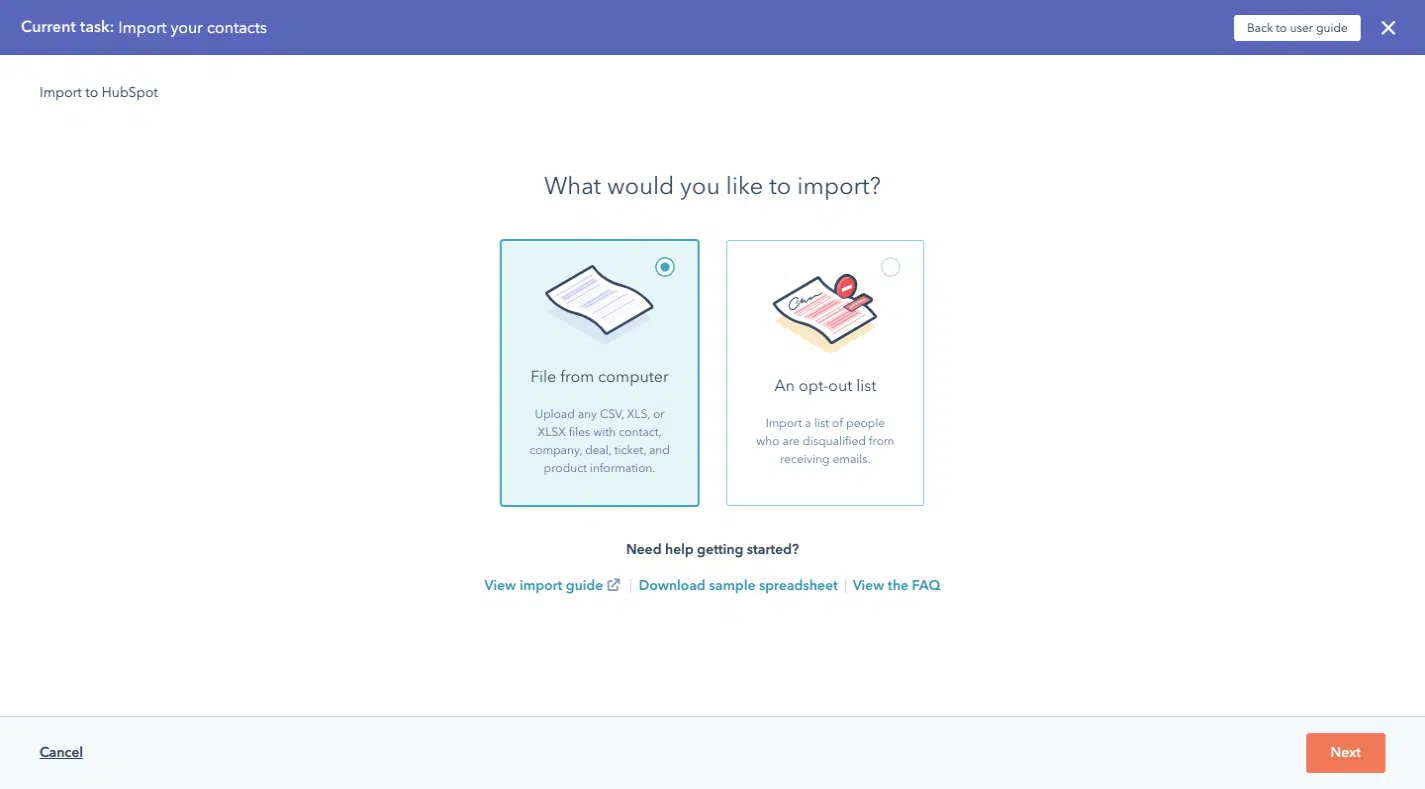 Current task: Import your contacts
Back to user guide
Import to HubSpot
What would you like to import?
File from computer
Upload any CSV, XLS, or
XLSX files with contact,
company, deal, ticket, and
product information.
An opt-out list
Import a list of people
who are disqualified from
receiving emails.
Need help getting started?
View import guide | Download sample spreadsheet | View the FAQ
Cancel
Next